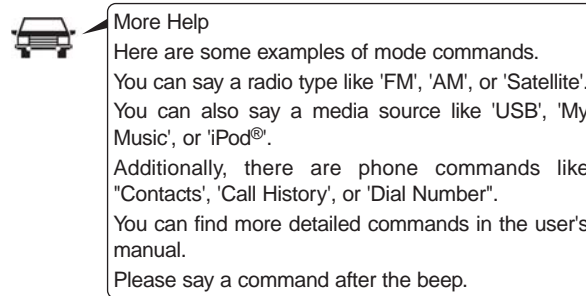 More Help
Here are some examples of mode commands.
You can say a radio type like 'FM', 'AM', or 'Satellite'.
You can also say a media source like 'USB', 'My
Music', or 'iPod®'.
Additionally, there are phone commands like
"Contacts', 'Call History', or 'Dial Number".
You can find more detailed commands in the user's
manual.
Please say a command after the beep.